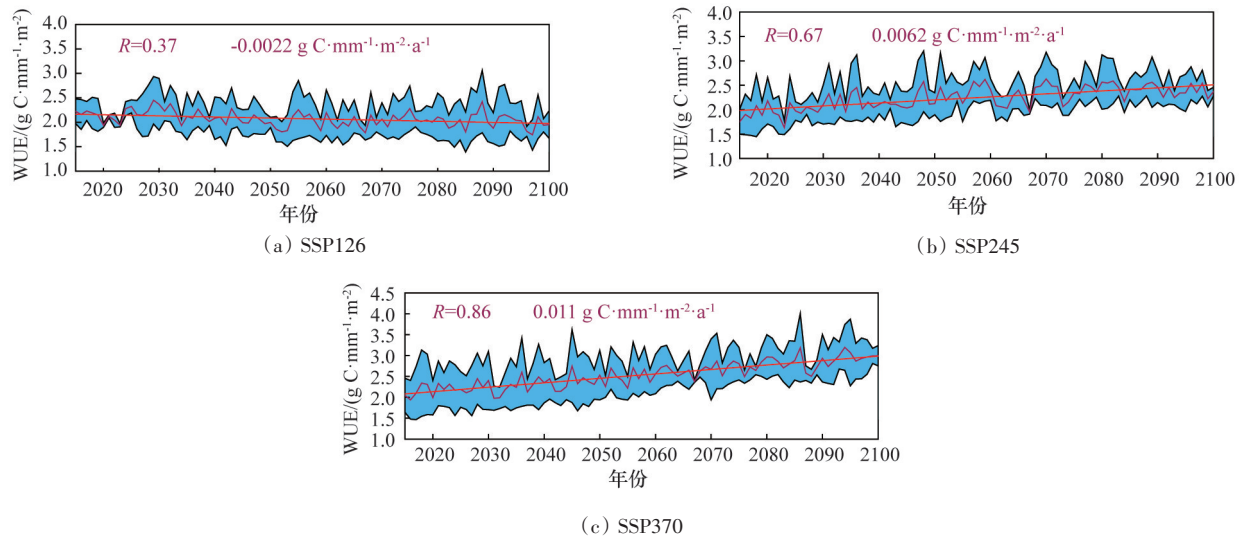 WUE/(g C·mm⁻¹·m⁻²)
4.0
3.5
3.0
2.5
2.0
1.5
1.0
R=0.37 -0.0022 g C·mm⁻¹·m⁻²·a⁻¹
2020 2030 2040 2050 2060 2070 2080 2090 2100
年份
(a) SSP126
WUE/(g C·mm⁻¹·m⁻²)
4.0
3.5
3.0
2.5
2.0
1.5
1.0
R=0.67 0.0062 g C·mm⁻¹·m⁻²·a⁻¹
2020 2030 2040 2050 2060 2070 2080 2090 2100
年份
(b) SSP245
WUE/(g C·mm⁻¹·m⁻²)
4.5
4.0
3.5
3.0
2.5
2.0
1.5
1.0
R=0.86 0.011 g C·mm⁻¹·m⁻²·a⁻¹
2020 2030 2040 2050 2060 2070 2080 2090 2100
年份
(c) SSP370